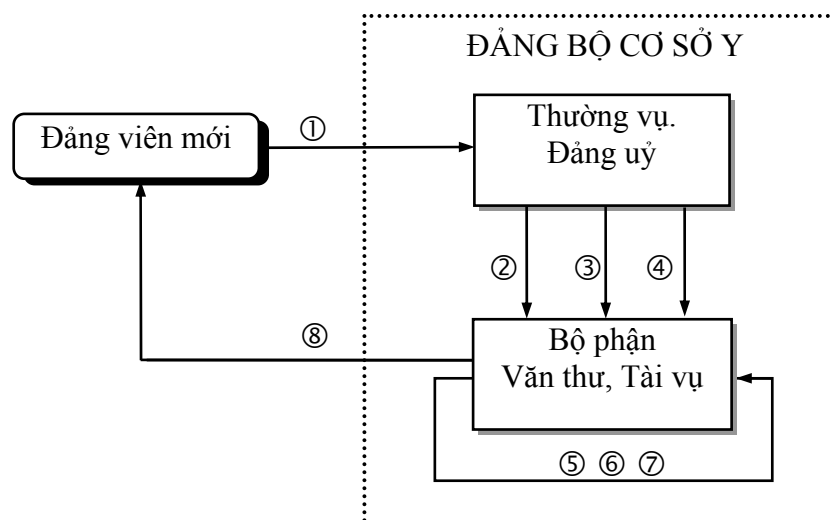 ĐẢNG BỘ CƠ SỞ Y
Thường vụ.
Đảng uỷ
Đảng viên mới
①
② ③ ④
⑧
Bộ phận
Văn thư, Tài vụ
⑤ ⑥ ⑦